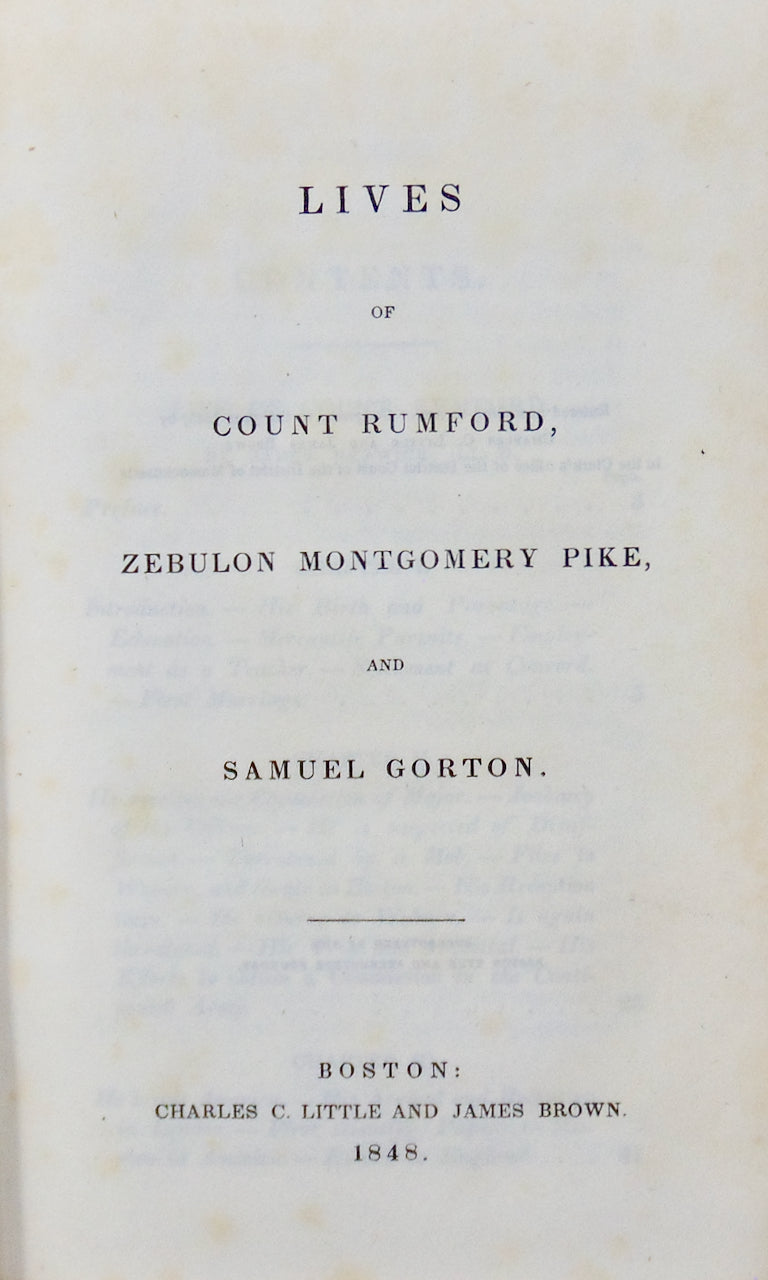 LIVES
OF
COUNT RUMFORD,
ZEBULON MONTGOMERY PIKE,
AND
SAMUEL GORTON.
BOSTON:
CHARLES C. LITTLE AND JAMES BROWN.
1848.